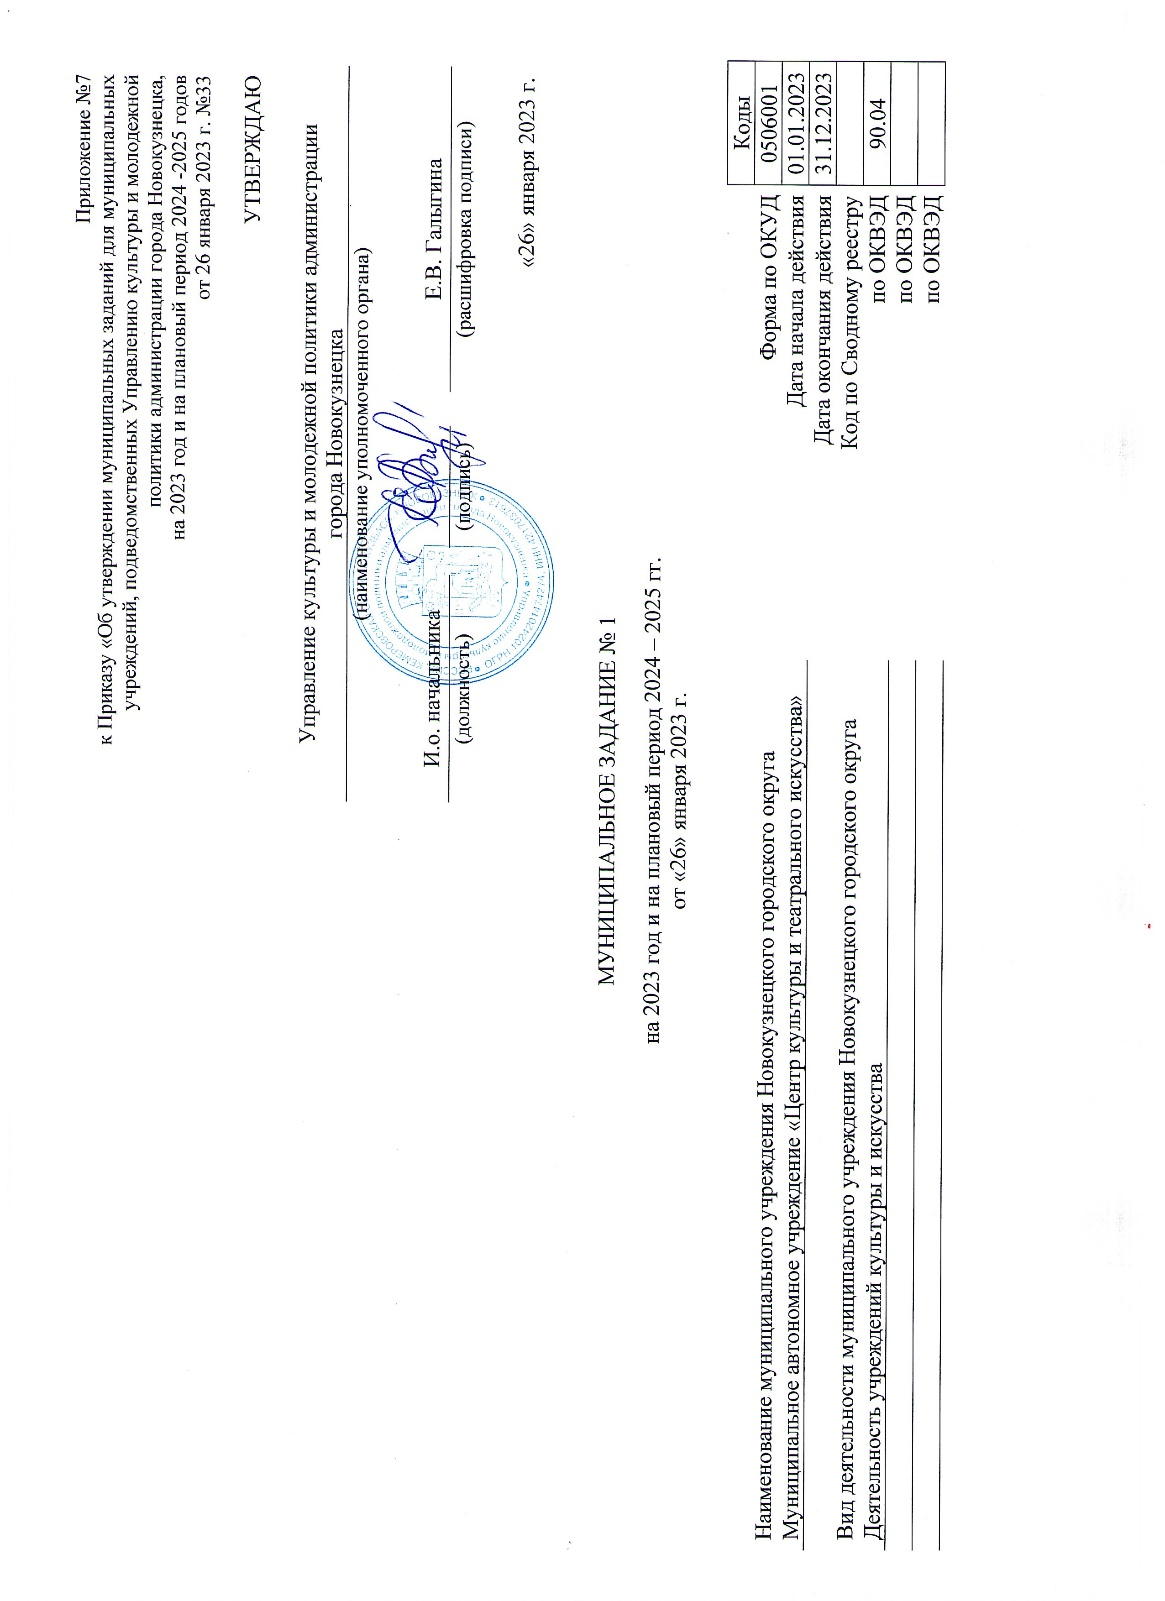 Приложение №7
к Приказу «Об утверждении муниципальных заданий для муниципальных
учреждений, подведомственных Управлению культуры и молодежной
политики администрации города Новокузнецка,
на 2023 год и на плановый период 2024 -2025 годов
от 26 января 2023 г. №33
УТВЕРЖДАЮ
Управление культуры и молодежной политики администрации
города Новокузнецка
(наименование уполномоченного органа)
И.о. начальника Е.В. Галыгина
(должность) (подпись) (расшифровка подписи)
«26» января 2023 г.
МУНИЦИПАЛЬНОЕ ЗАДАНИЕ № 1
на 2023 год и на плановый период 2024 – 2025 гг.
от «26» января 2023 г.
Коды
Форма по ОКУД 0506001
Дата начала действия 01.01.2023
Дата окончания действия 31.12.2023
Код по Сводному реестру
по ОКВЭД 90.04
по ОКВЭД
по ОКВЭД
Наименование муниципального учреждения Новокузнецкого городского округа
Муниципальное автономное учреждение «Центр культуры и театрального искусства»
Вид деятельности муниципального учреждения Новокузнецкого городского округа
Деятельность учреждений культуры и искусства